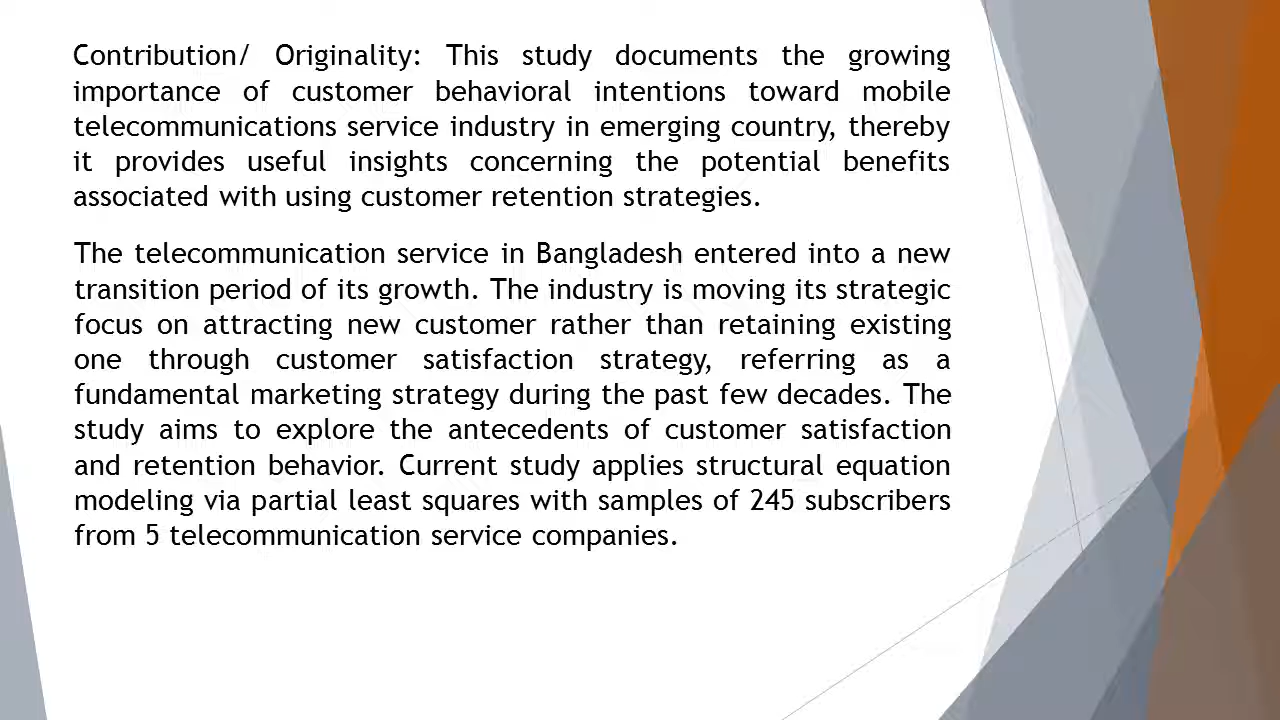 Contribution/ Originality: This study documents the growing
importance of customer behavioral intentions toward mobile
telecommunications service industry in emerging country, thereby
it provides useful insights concerning the potential benefits
associated with using customer retention strategies.
The telecommunication service in Bangladesh entered into a new
transition period of its growth. The industry is moving its strategic
focus on attracting new customer rather than retaining existing
one through customer satisfaction strategy, referring as a
fundamental marketing strategy during the past few decades. The
study aims to explore the antecedents of customer satisfaction
and retention behavior. Current study applies structural equation
modeling via partial least squares with samples of 245 subscribers
from 5 telecommunication service companies.